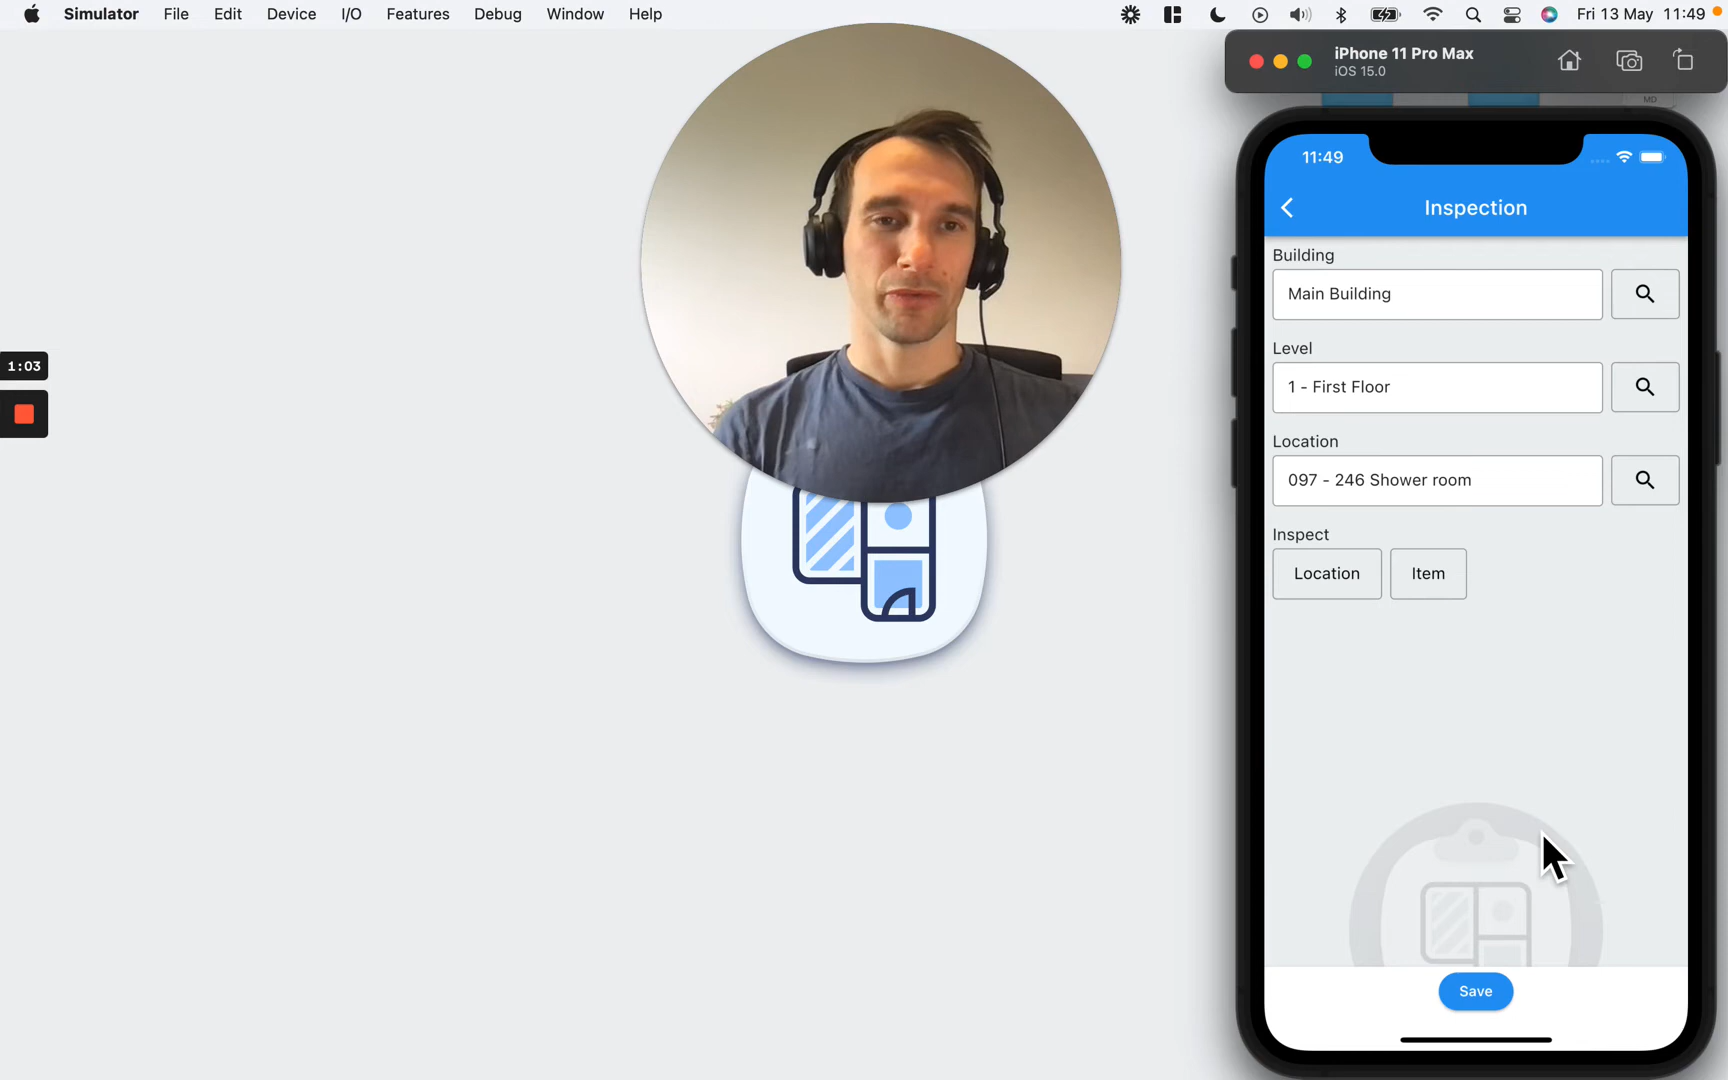 Simulator File Edit Device I/O Features Debug Window Help Fri 13 May 11:49
iPhone 11 Pro Max
iOS 15.0
MD
11:49
Inspection
Building
Main Building
Level
1 - First Floor
1:03
Location
097 - 246 Shower room
Inspect
Location Item
Save